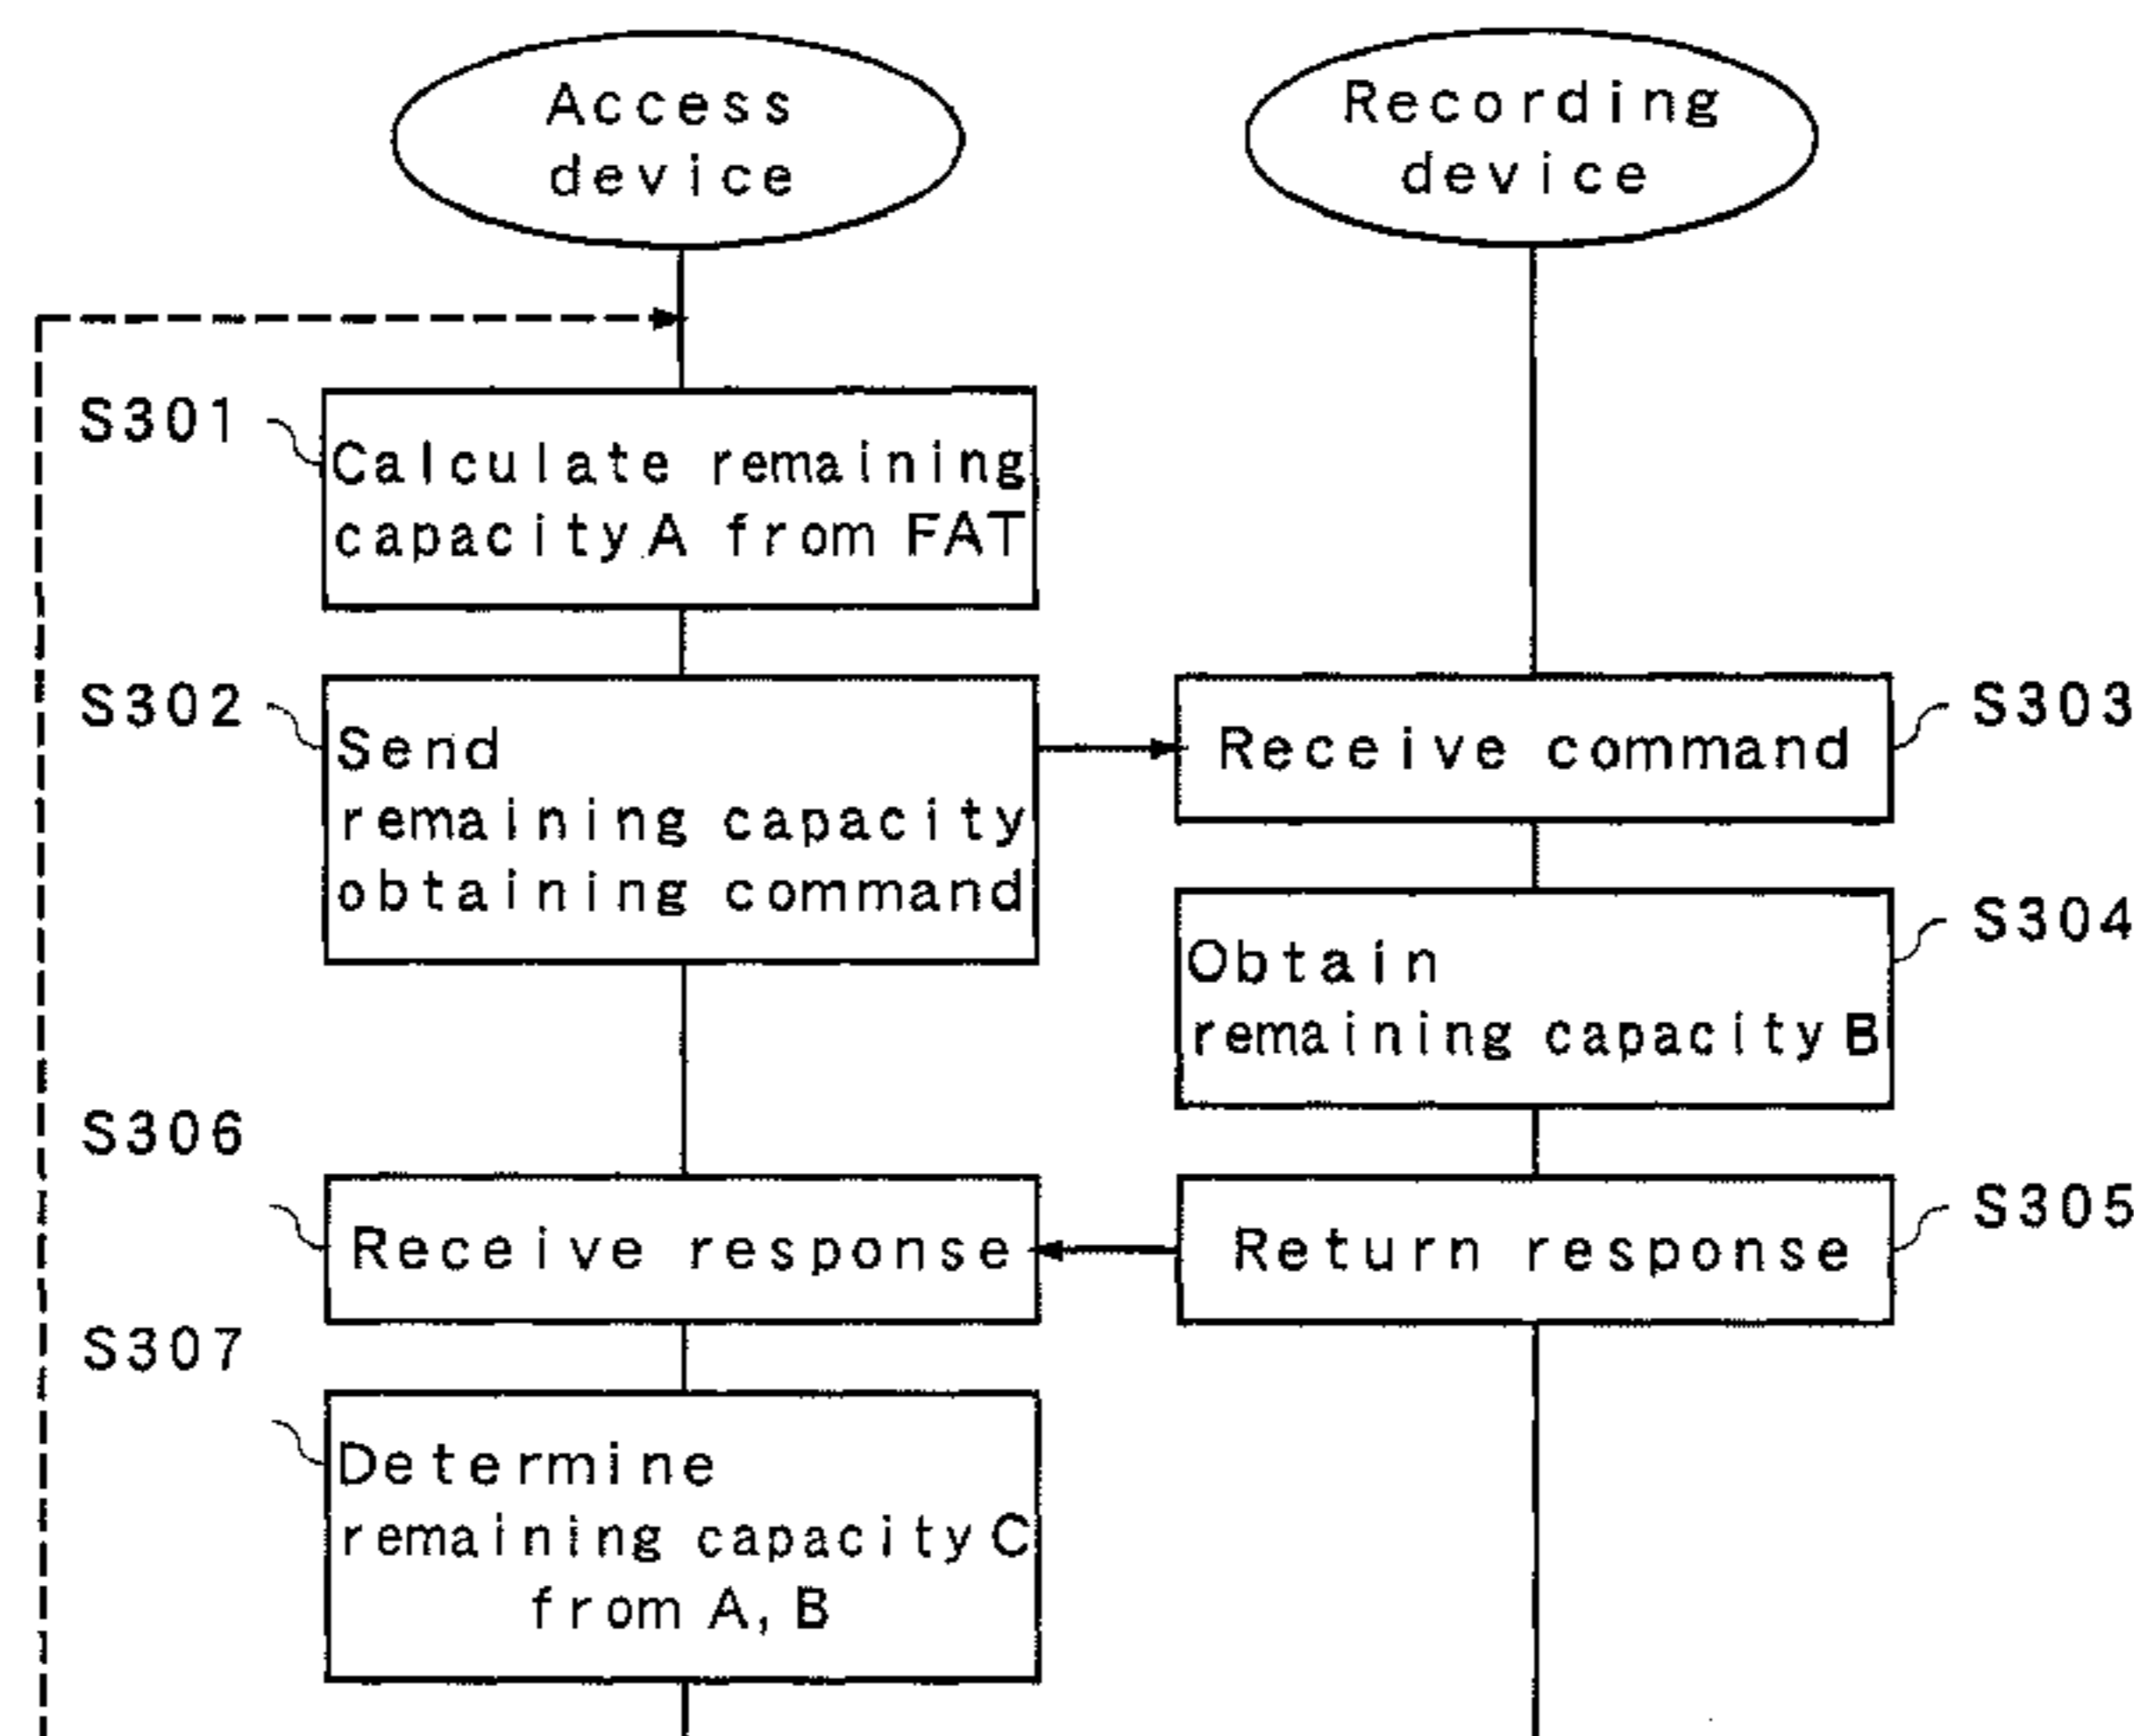 Access
device
Recording
device
S301
Calculate remaining
capacity A from FAT
S302
Send
remaining capacity
obtaining command
Receive command
S303
Obtain
remaining capacity B
S304
S306
Receive response
Return response
S305
S307
Determine
remaining capacity C
from A, B